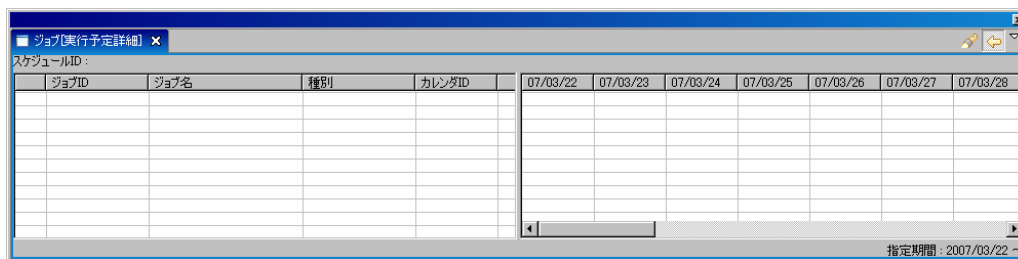 ジョブ[実行予定詳細]
スケジュールID :
ジョブID ジョブ名 種別 カレンダID 07/03/22 07/03/23 07/03/24 07/03/25 07/03/26 07/03/27 07/03/28
指定期間 : 2007/03/22 ~